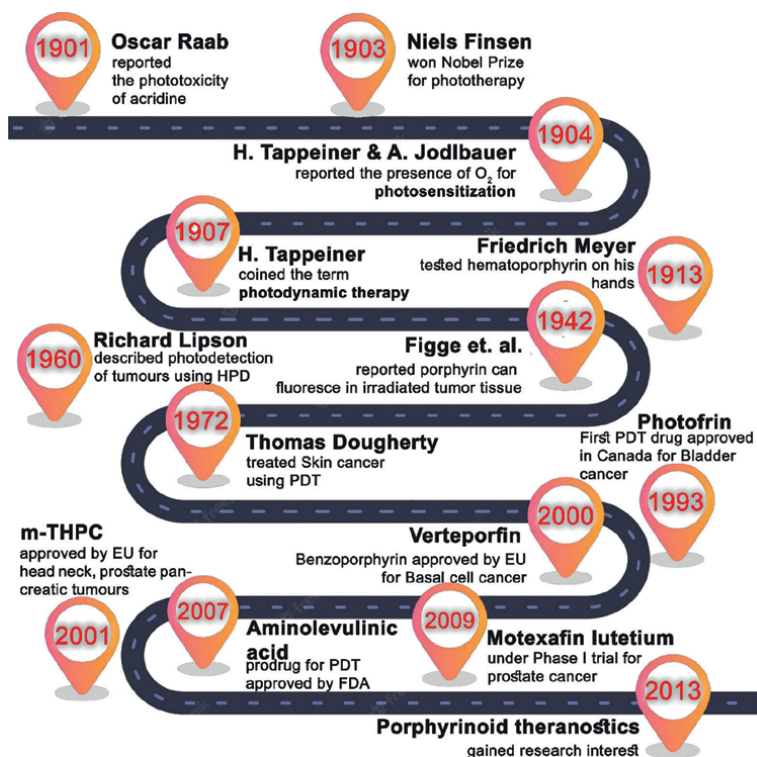 1901
Oscar Raab
reported
the phototoxicity
of acridine
1903
Niels Finsen
won Nobel Prize
for phototherapy
1904
H. Tappeiner & A. Jodlbauer
reported the presence of O₂ for
photosensitization
1907
H. Tappeiner
coined the term
photodynamic therapy
Friedrich Meyer
tested hematoporphyrin on his
hands
1913
1942
Figge et. al.
reported porphyrin can
fluoresce in irradiated tumor tissue
1960
Richard Lipson
described photodetection
of tumours using HPD
1972
Thomas Dougherty
treated Skin cancer
using PDT
Photofrin
First PDT drug approved
in Canada for Bladder
cancer
1993
2000
Verteporfin
Benzoporphyrin approved by EU
for Basal cell cancer
m-THPC
approved by EU for
head neck, prostate pan-
creatic tumours
2001
2007
Aminolevulinic
acid
prodrug for PDT
approved by FDA
2009
Motexafin lutetium
under Phase I trial for
prostate cancer
2013
Porphyrinoid theranostics
gained research interest